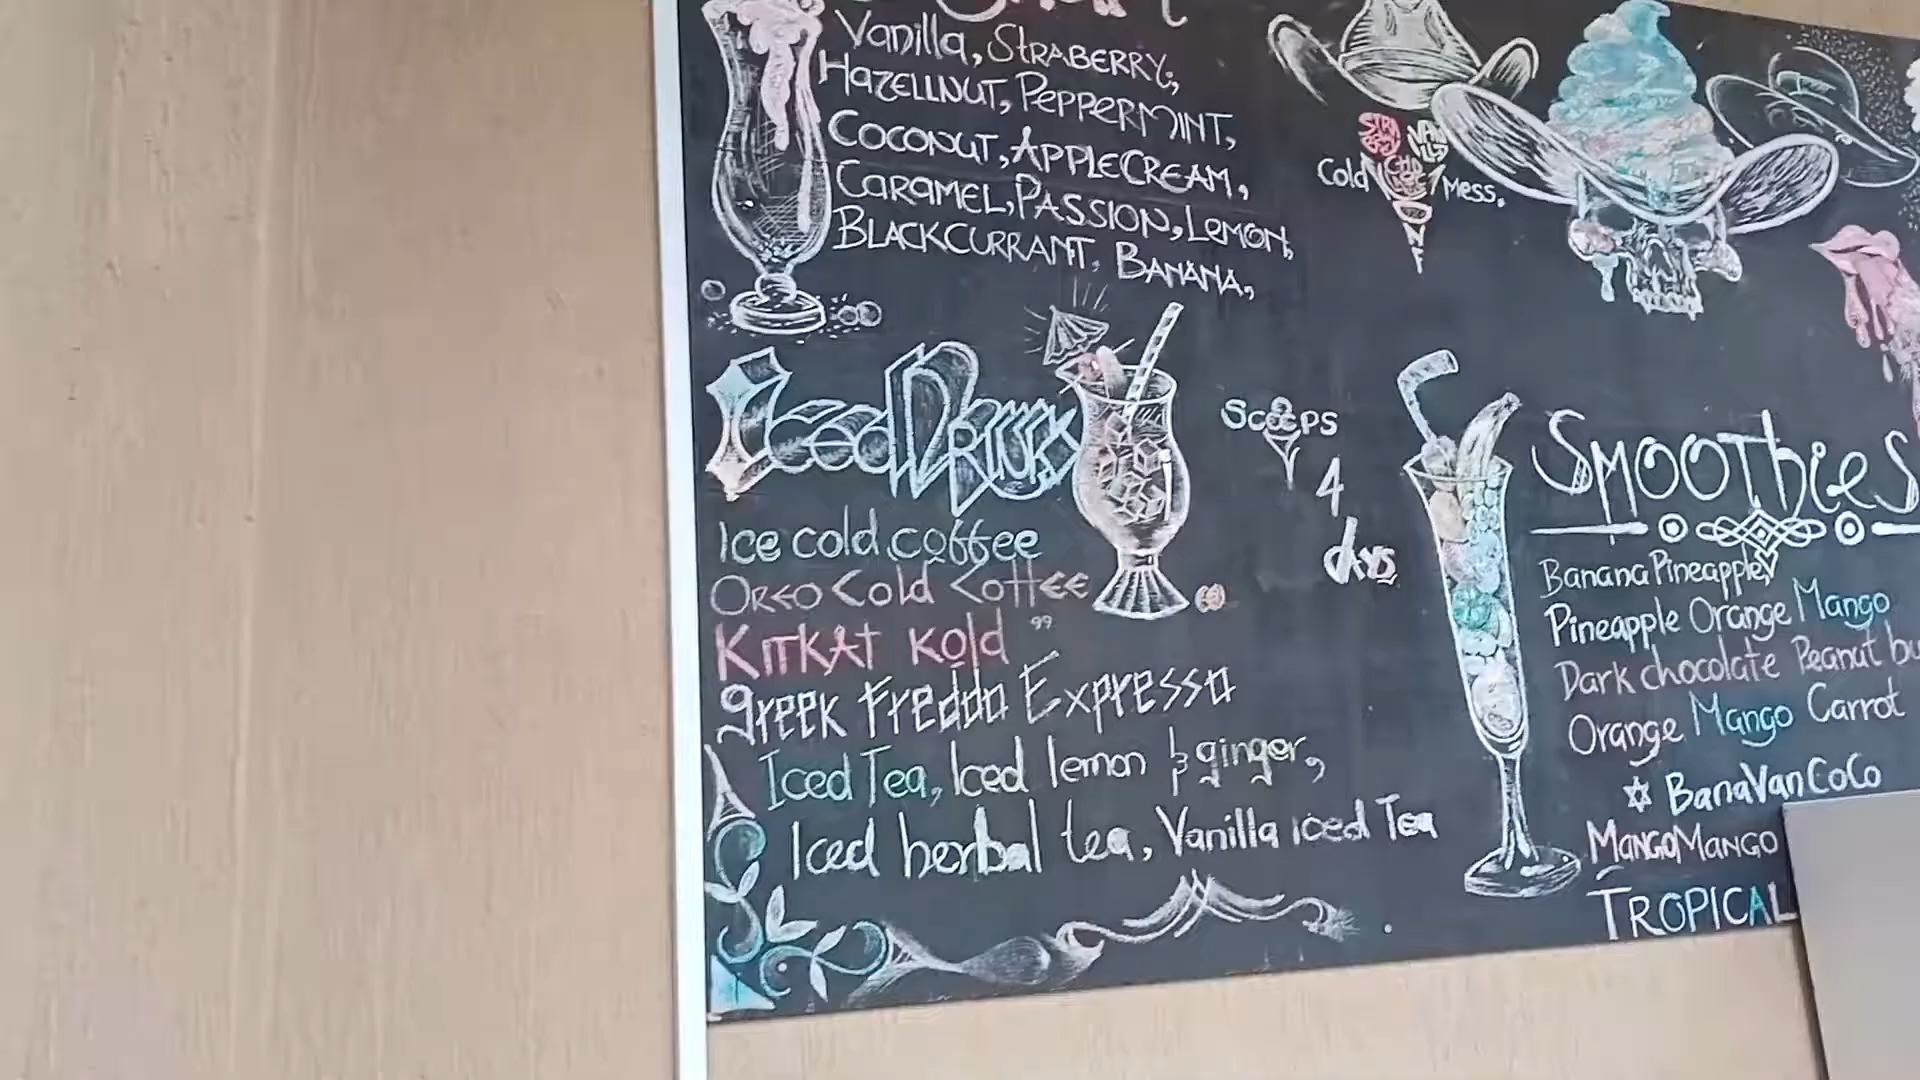 Vanilla, STRABERRY,
HAZELLNUT, PEPPERMINT,
COCONUT, APPLECREAM,
CARAMEL, PASSION, LEMON,
BLACKCURRANT, BANANA,
Iced Drinks
Ice cold coffee
OREO Cold Coffee
KITKAT Kold 99
greek freddo Expresso
Iced Tea, Iced lemon & ginger,
Iced herbal tea, Vanilla iced Tea
Cold Mess.
Scoops
4
days
SMOOThieS
Banana Pineapple
Pineapple Orange Mango
Dark chocolate Peanut bu
Orange Mango Carrot
BanaVanCoCo
MANGOMANGO
TROPICAL